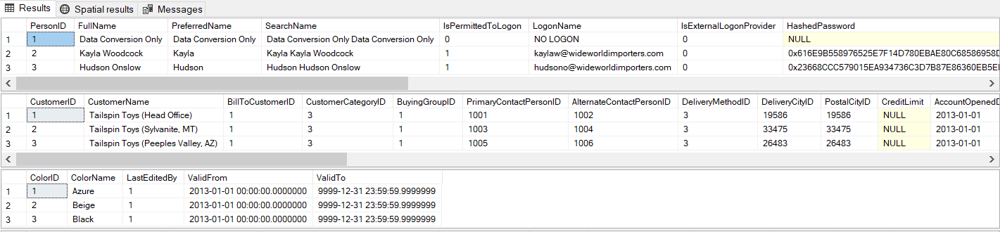 Results Spatial results Messages
PersonID FullName PreferredName SearchName IsPermittedToLogon LogonName IsExternalLogonProvider HashedPassword
1 1 Data Conversion Only Data Conversion Only Data Conversion Only Data Conversion Only 0 NO LOGON 0 NULL
2 2 Kayla Woodcock Kayla Kayla Kayla Woodcock 1 kaylaw@wideworldimporters.com 0 0x616E9B558976525E7F14D780EBAE80C68586958D
3 3 Hudson Onslow Hudson Hudson Hudson Onslow 1 hudsono@wideworldimporters.com 0 0x23668CCC579015EA934736C3D7B87E86360EB5EI
CustomerID CustomerName BillToCustomerID CustomerCategoryID BuyingGroupID PrimaryContactPersonID AlternateContactPersonID DeliveryMethodID DeliveryCityID PostalCityID CreditLimit AccountOpenedD
1 1 Tailspin Toys (Head Office) 1 3 1 1001 1002 3 19586 19586 NULL 2013-01-01
2 2 Tailspin Toys (Sylvanite, MT) 1 3 1 1003 1004 3 33475 33475 NULL 2013-01-01
3 3 Tailspin Toys (Peeples Valley, AZ) 1 3 1 1005 1006 3 26483 26483 NULL 2013-01-01
ColorID ColorName LastEditedBy ValidFrom ValidTo
1 1 Azure 1 2013-01-01 00:00:00.0000000 9999-12-31 23:59:59.9999999
2 2 Beige 1 2013-01-01 00:00:00.0000000 9999-12-31 23:59:59.9999999
3 3 Black 1 2013-01-01 00:00:00.0000000 9999-12-31 23:59:59.9999999